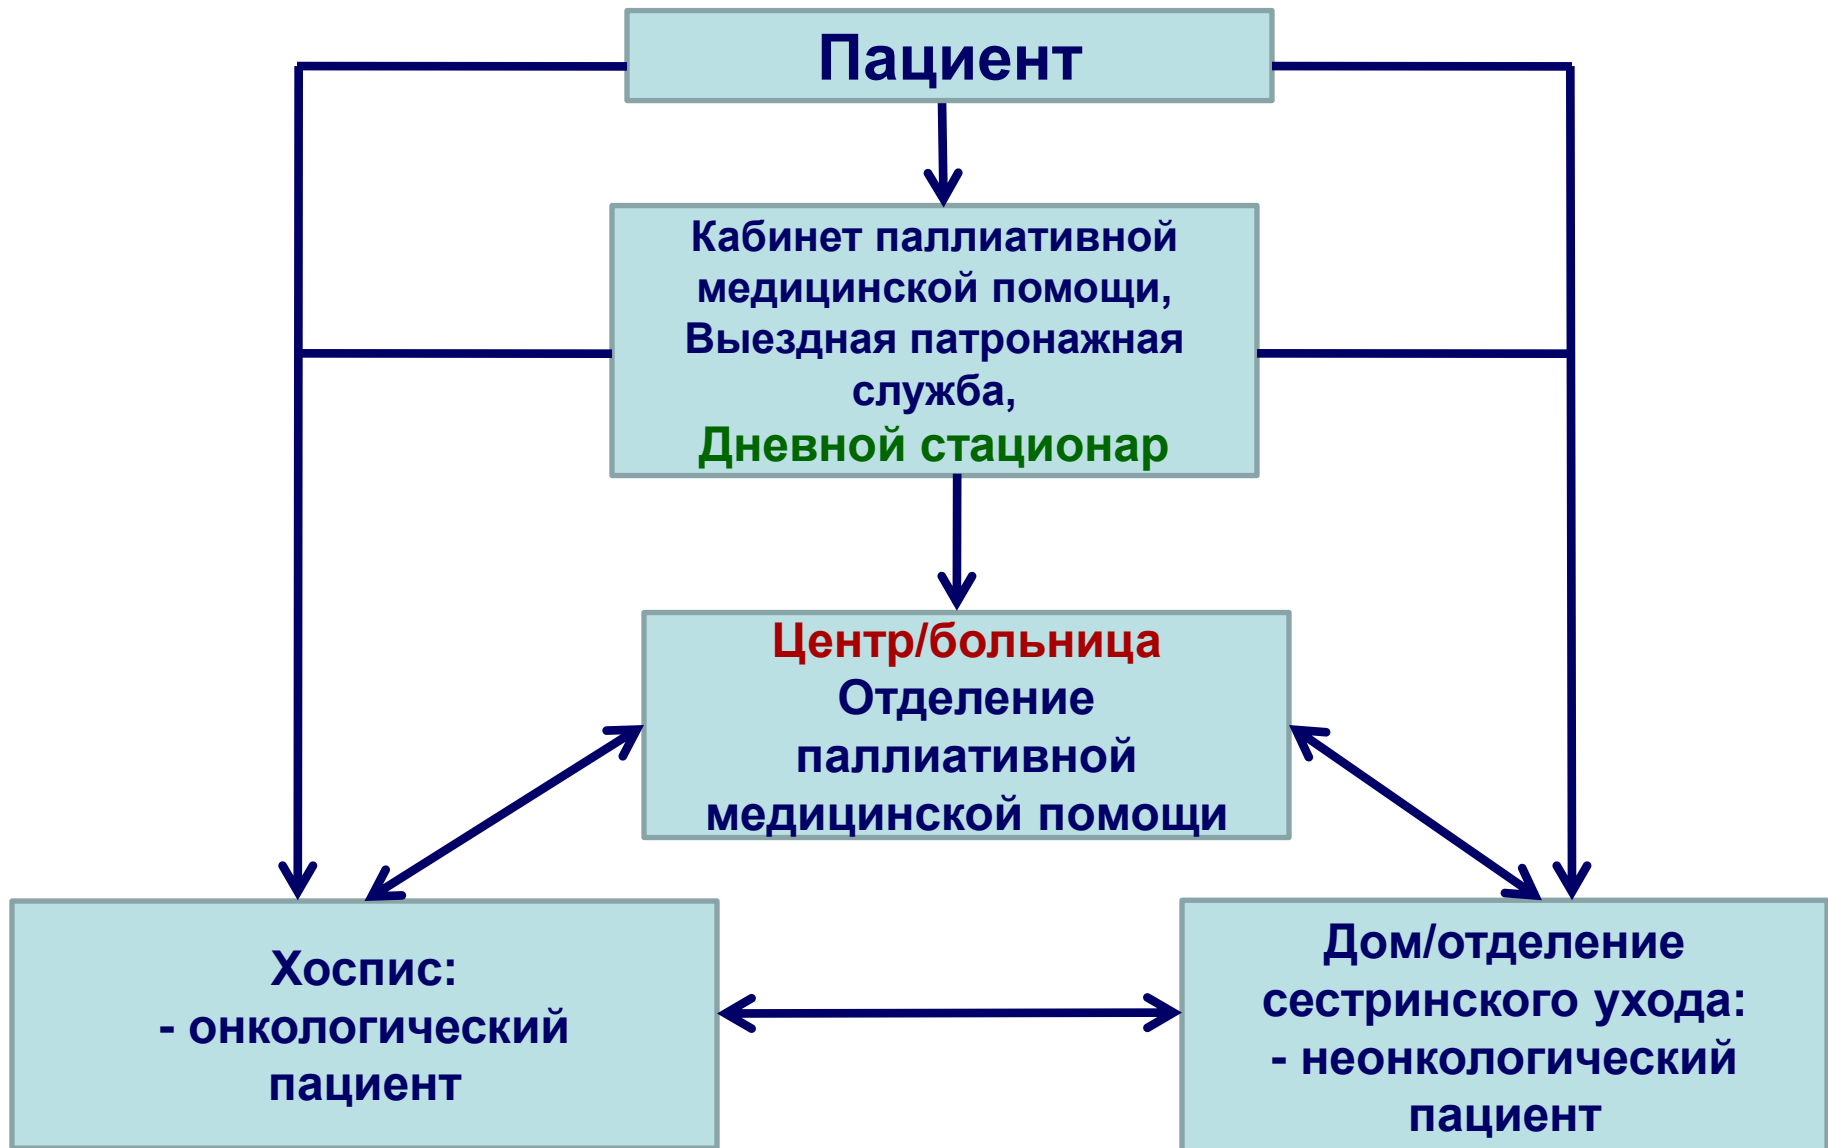 Пациент
Кабинет паллиативной
медицинской помощи,
Выездная патронажная
служба,
Дневной стационар
Центр/больница
Отделение
паллиативной
медицинской помощи
Хоспис:
- онкологический
пациент
Дом/отделение
сестринского ухода:
- неонкологический
пациент